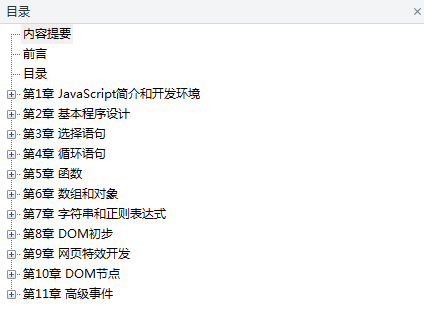 目录
内容提要
前言
目录
第1章 JavaScript简介和开发环境
第2章 基本程序设计
第3章 选择语句
第4章 循环语句
第5章 函数
第6章 数组和对象
第7章 字符串和正则表达式
第8章 DOM初步
第9章 网页特效开发
第10章 DOM节点
第11章 高级事件